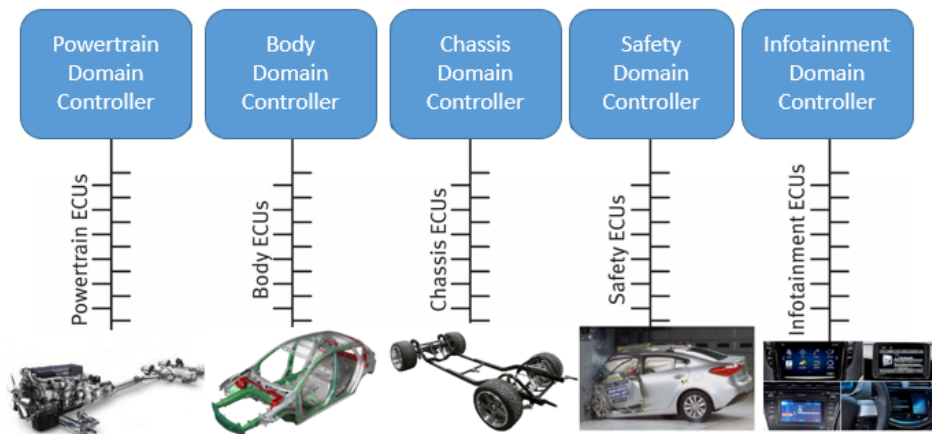 Powertrain
Domain
Controller
Body
Domain
Controller
Chassis
Domain
Controller
Safety
Domain
Controller
Infotainment
Domain
Controller
Powertrain ECUs
Body ECUs
Chassis ECUs
Safety ECUs
Infotainment ECUs